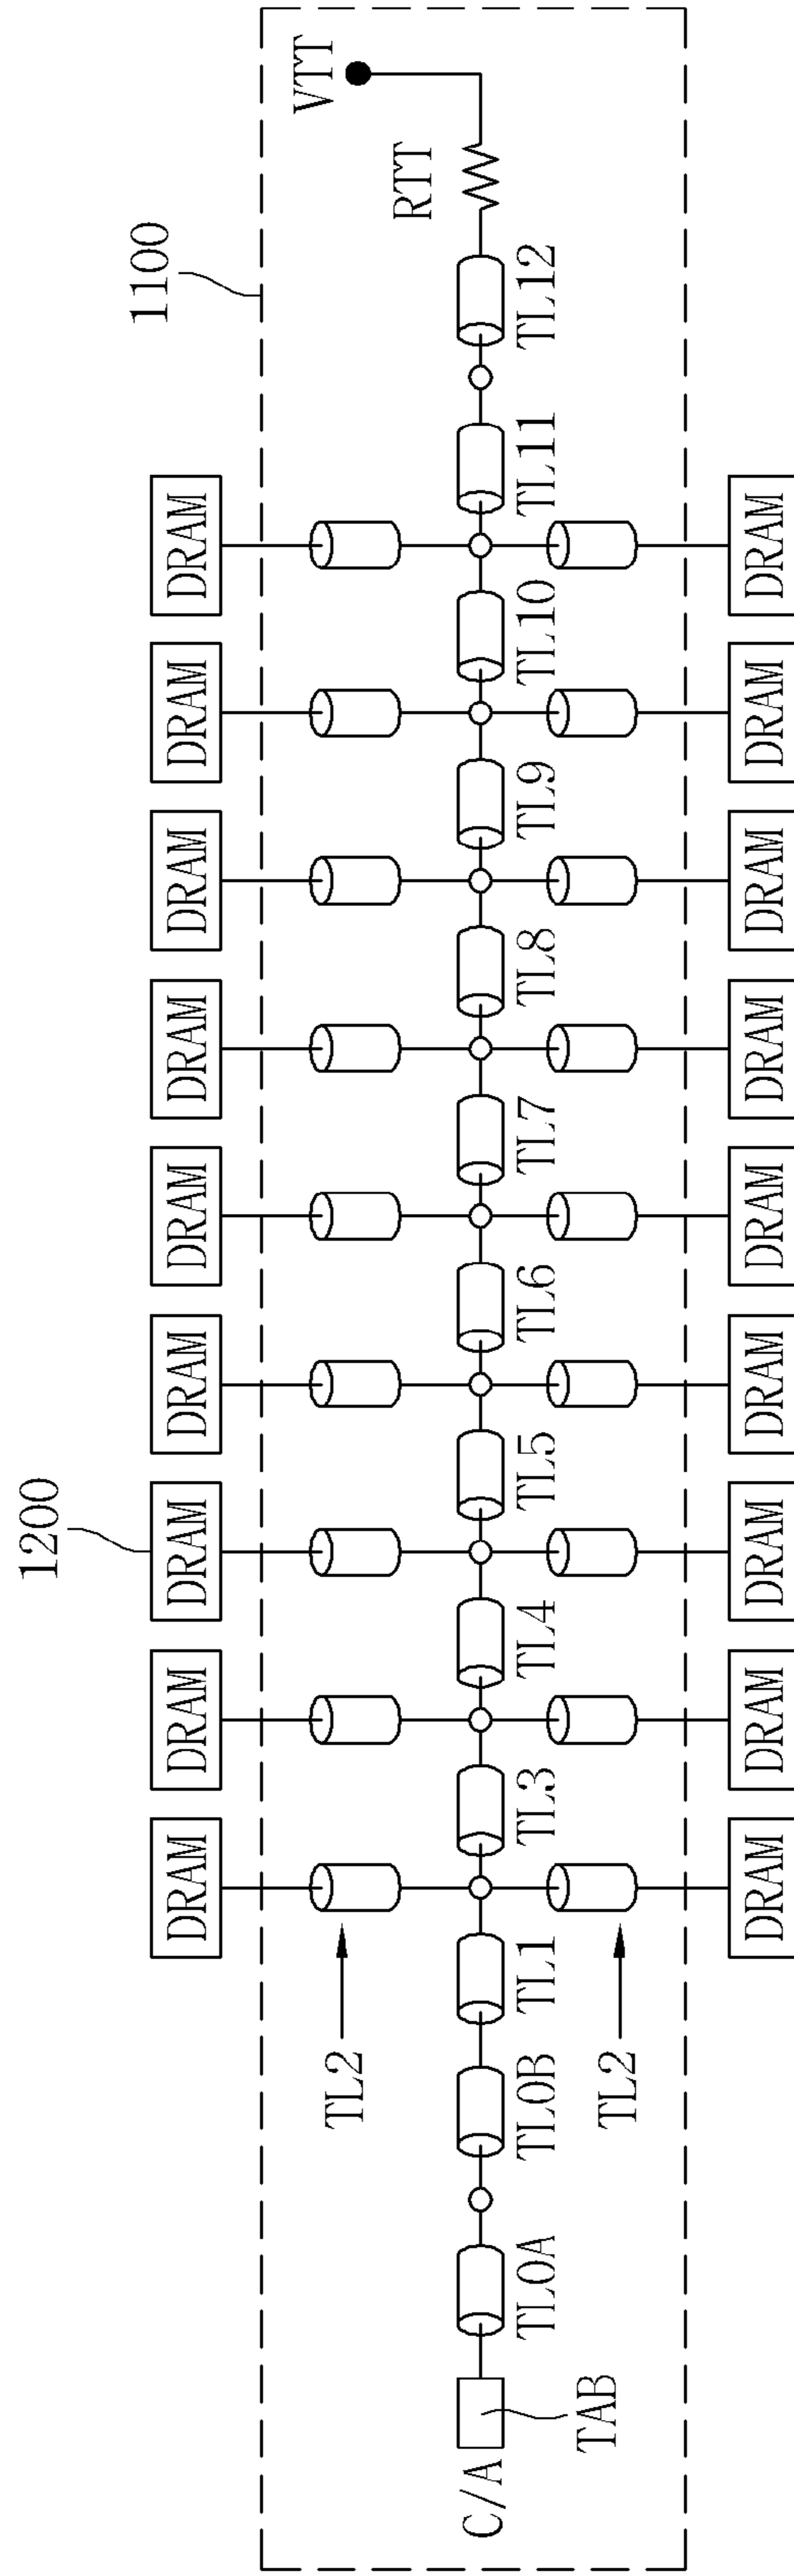 1100
1200
DRAM DRAM DRAM DRAM DRAM DRAM DRAM DRAM DRAM
TL2
VTT
RTT
C/A
TAB
TL0A TL0B TL1 TL3 TL4 TL5 TL6 TL7 TL8 TL9 TL10 TL11 TL12
TL2
DRAM DRAM DRAM DRAM DRAM DRAM DRAM DRAM DRAM